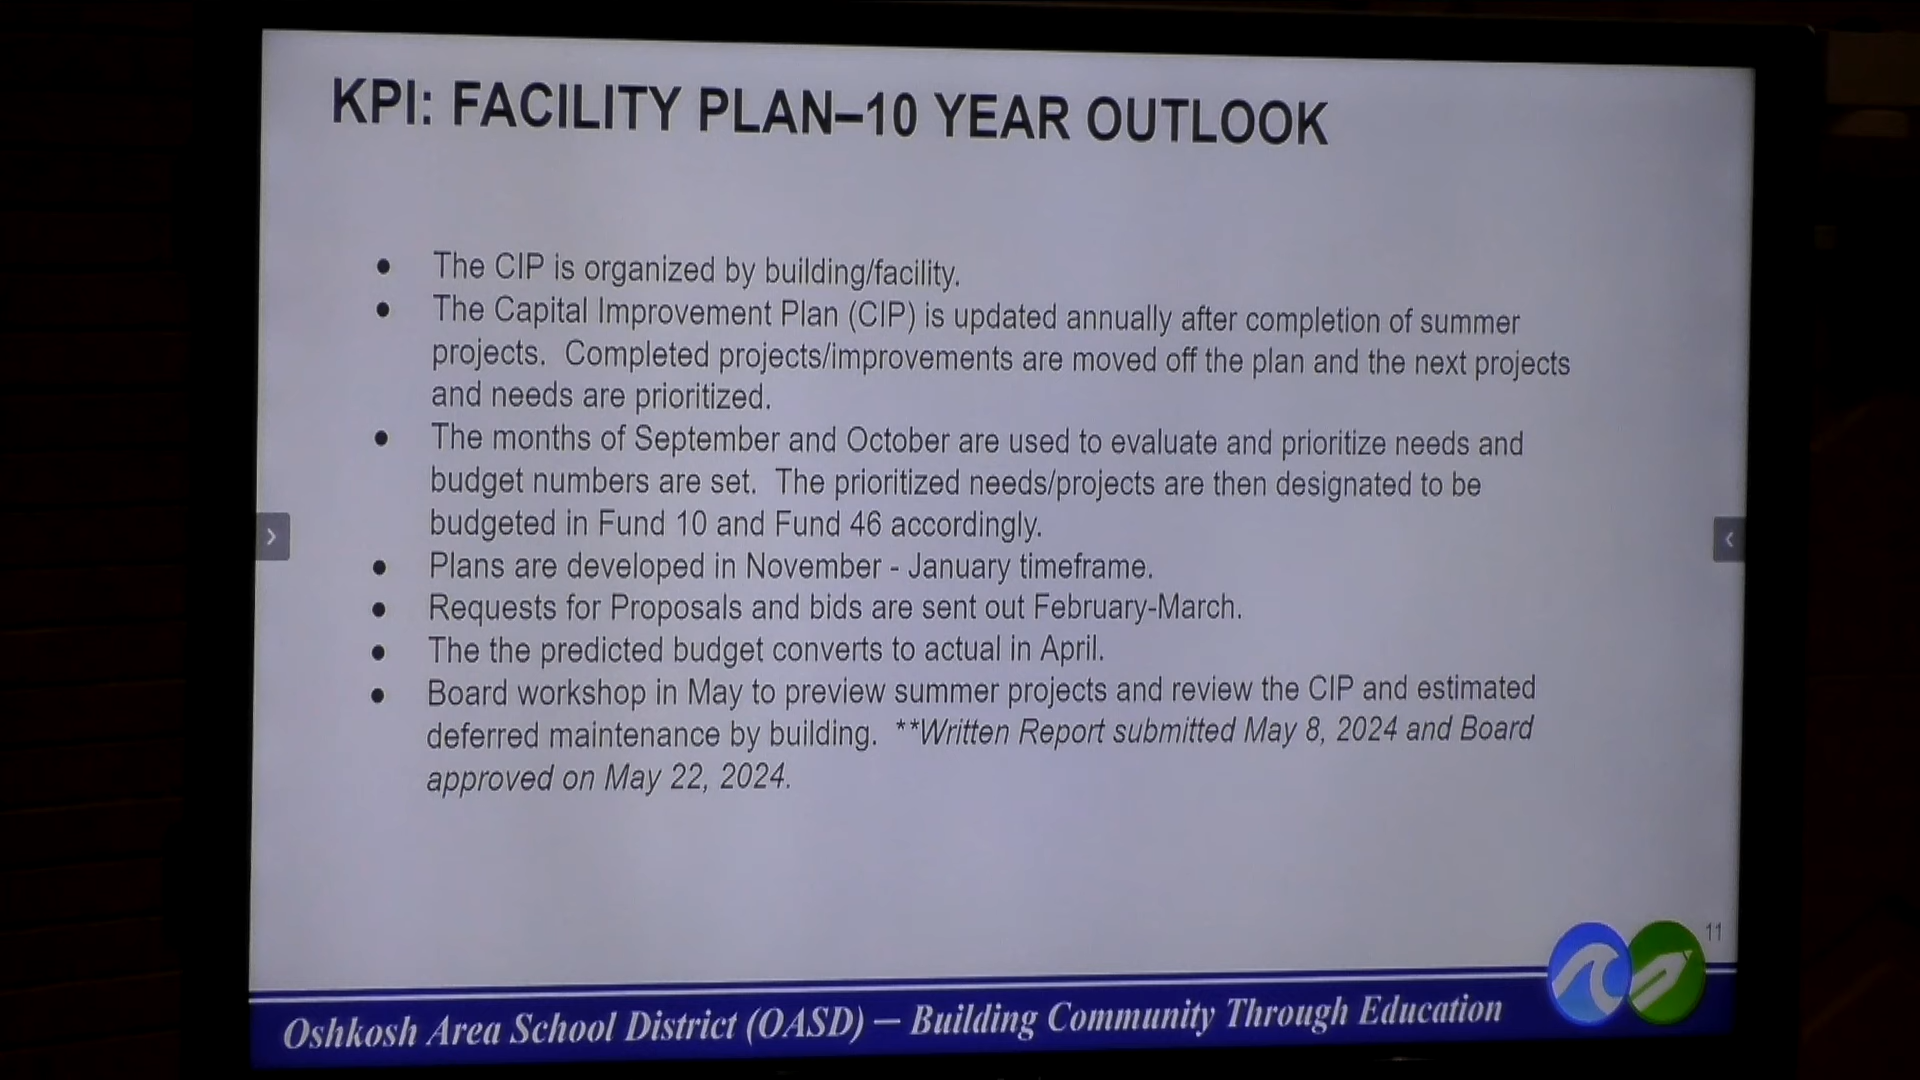 KPI: FACILITY PLAN–10 YEAR OUTLOOK
● The CIP is organized by building/facility.
● The Capital Improvement Plan (CIP) is updated annually after completion of summer
projects. Completed projects/improvements are moved off the plan and the next projects
and needs are prioritized.
● The months of September and October are used to evaluate and prioritize needs and
budget numbers are set. The prioritized needs/projects are then designated to be
budgeted in Fund 10 and Fund 46 accordingly.
● Plans are developed in November - January timeframe.
● Requests for Proposals and bids are sent out February-March.
● The the predicted budget converts to actual in April.
● Board workshop in May to preview summer projects and review the CIP and estimated
deferred maintenance by building. **Written Report submitted May 8, 2024 and Board
approved on May 22, 2024.
11
Oshkosh Area School District (OASD) — Building Community Through Education